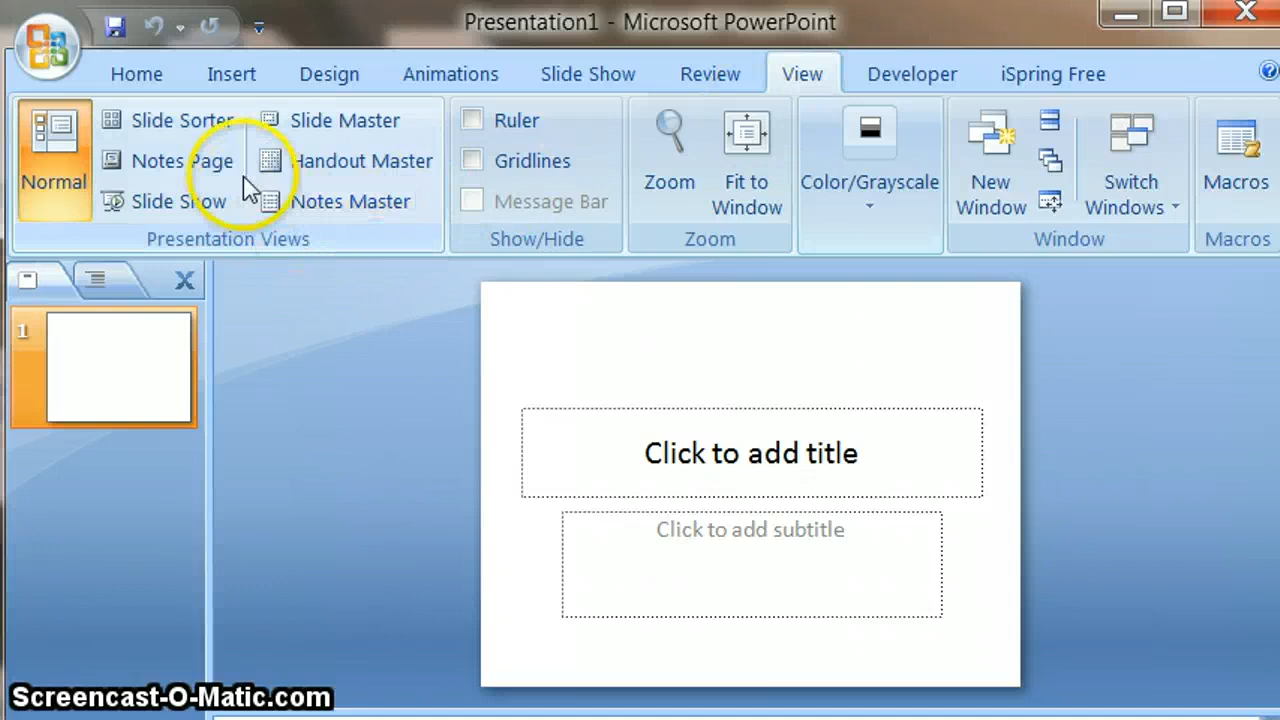 Presentation1 - Microsoft PowerPoint
Home Insert Design Animations Slide Show Review View Developer iSpring Free
Normal
Slide Sorter
Notes Page
Slide Show
Slide Master
Handout Master
Notes Master
Presentation Views
Ruler
Gridlines
Message Bar
Show/Hide
Zoom
Fit to
Window
Zoom
Color/Grayscale
New
Window
Switch
Windows
Window
Macros
Macros
1
Click to add title
Click to add subtitle
Screencast-O-Matic.com